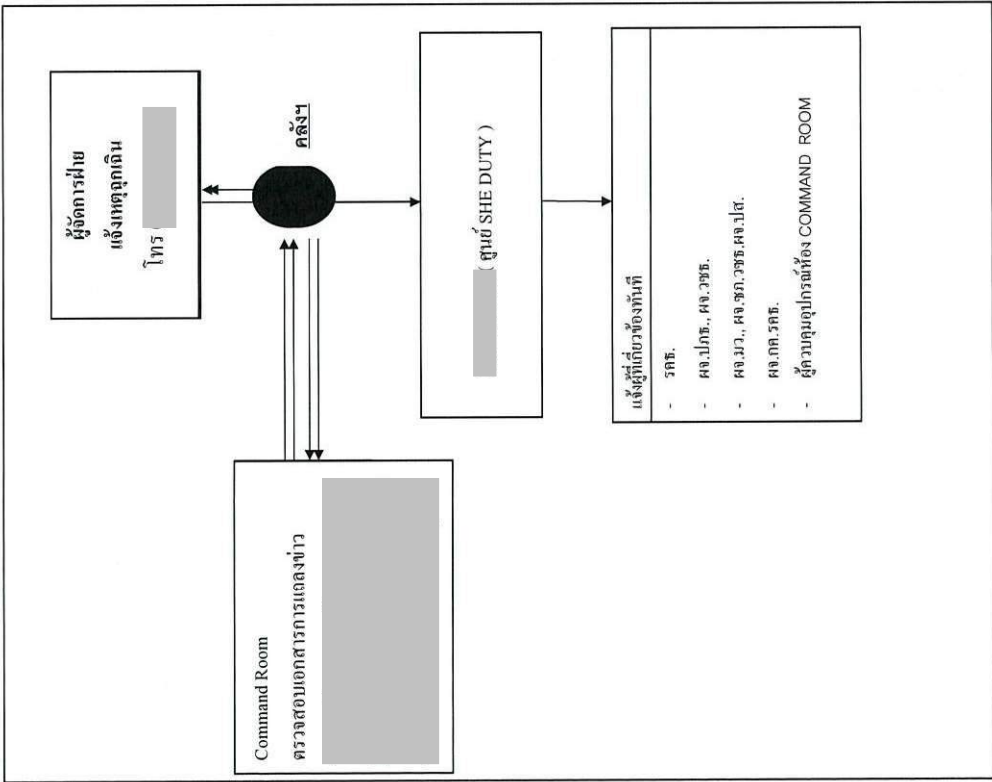 ผู้จัดการฝ่าย
แจ้งเหตุฉุกเฉิน
โทร
คลังฯ
Command Room
ตรวจสอบเอกสารการแถลงข่าว
( ศูนย์ SHE DUTY )
แจ้งผู้ที่เกี่ยวข้องทันที
- รคธ.
- ผจ.ปภธ., ผจ.วชธ.
- ผจ.มว., ผจ.ชภ.วชธ.ผจ.ปส.
- ผจ.กค.รคธ.
- ผู้ควบคุมอุปกรณ์ห้อง COMMAND ROOM